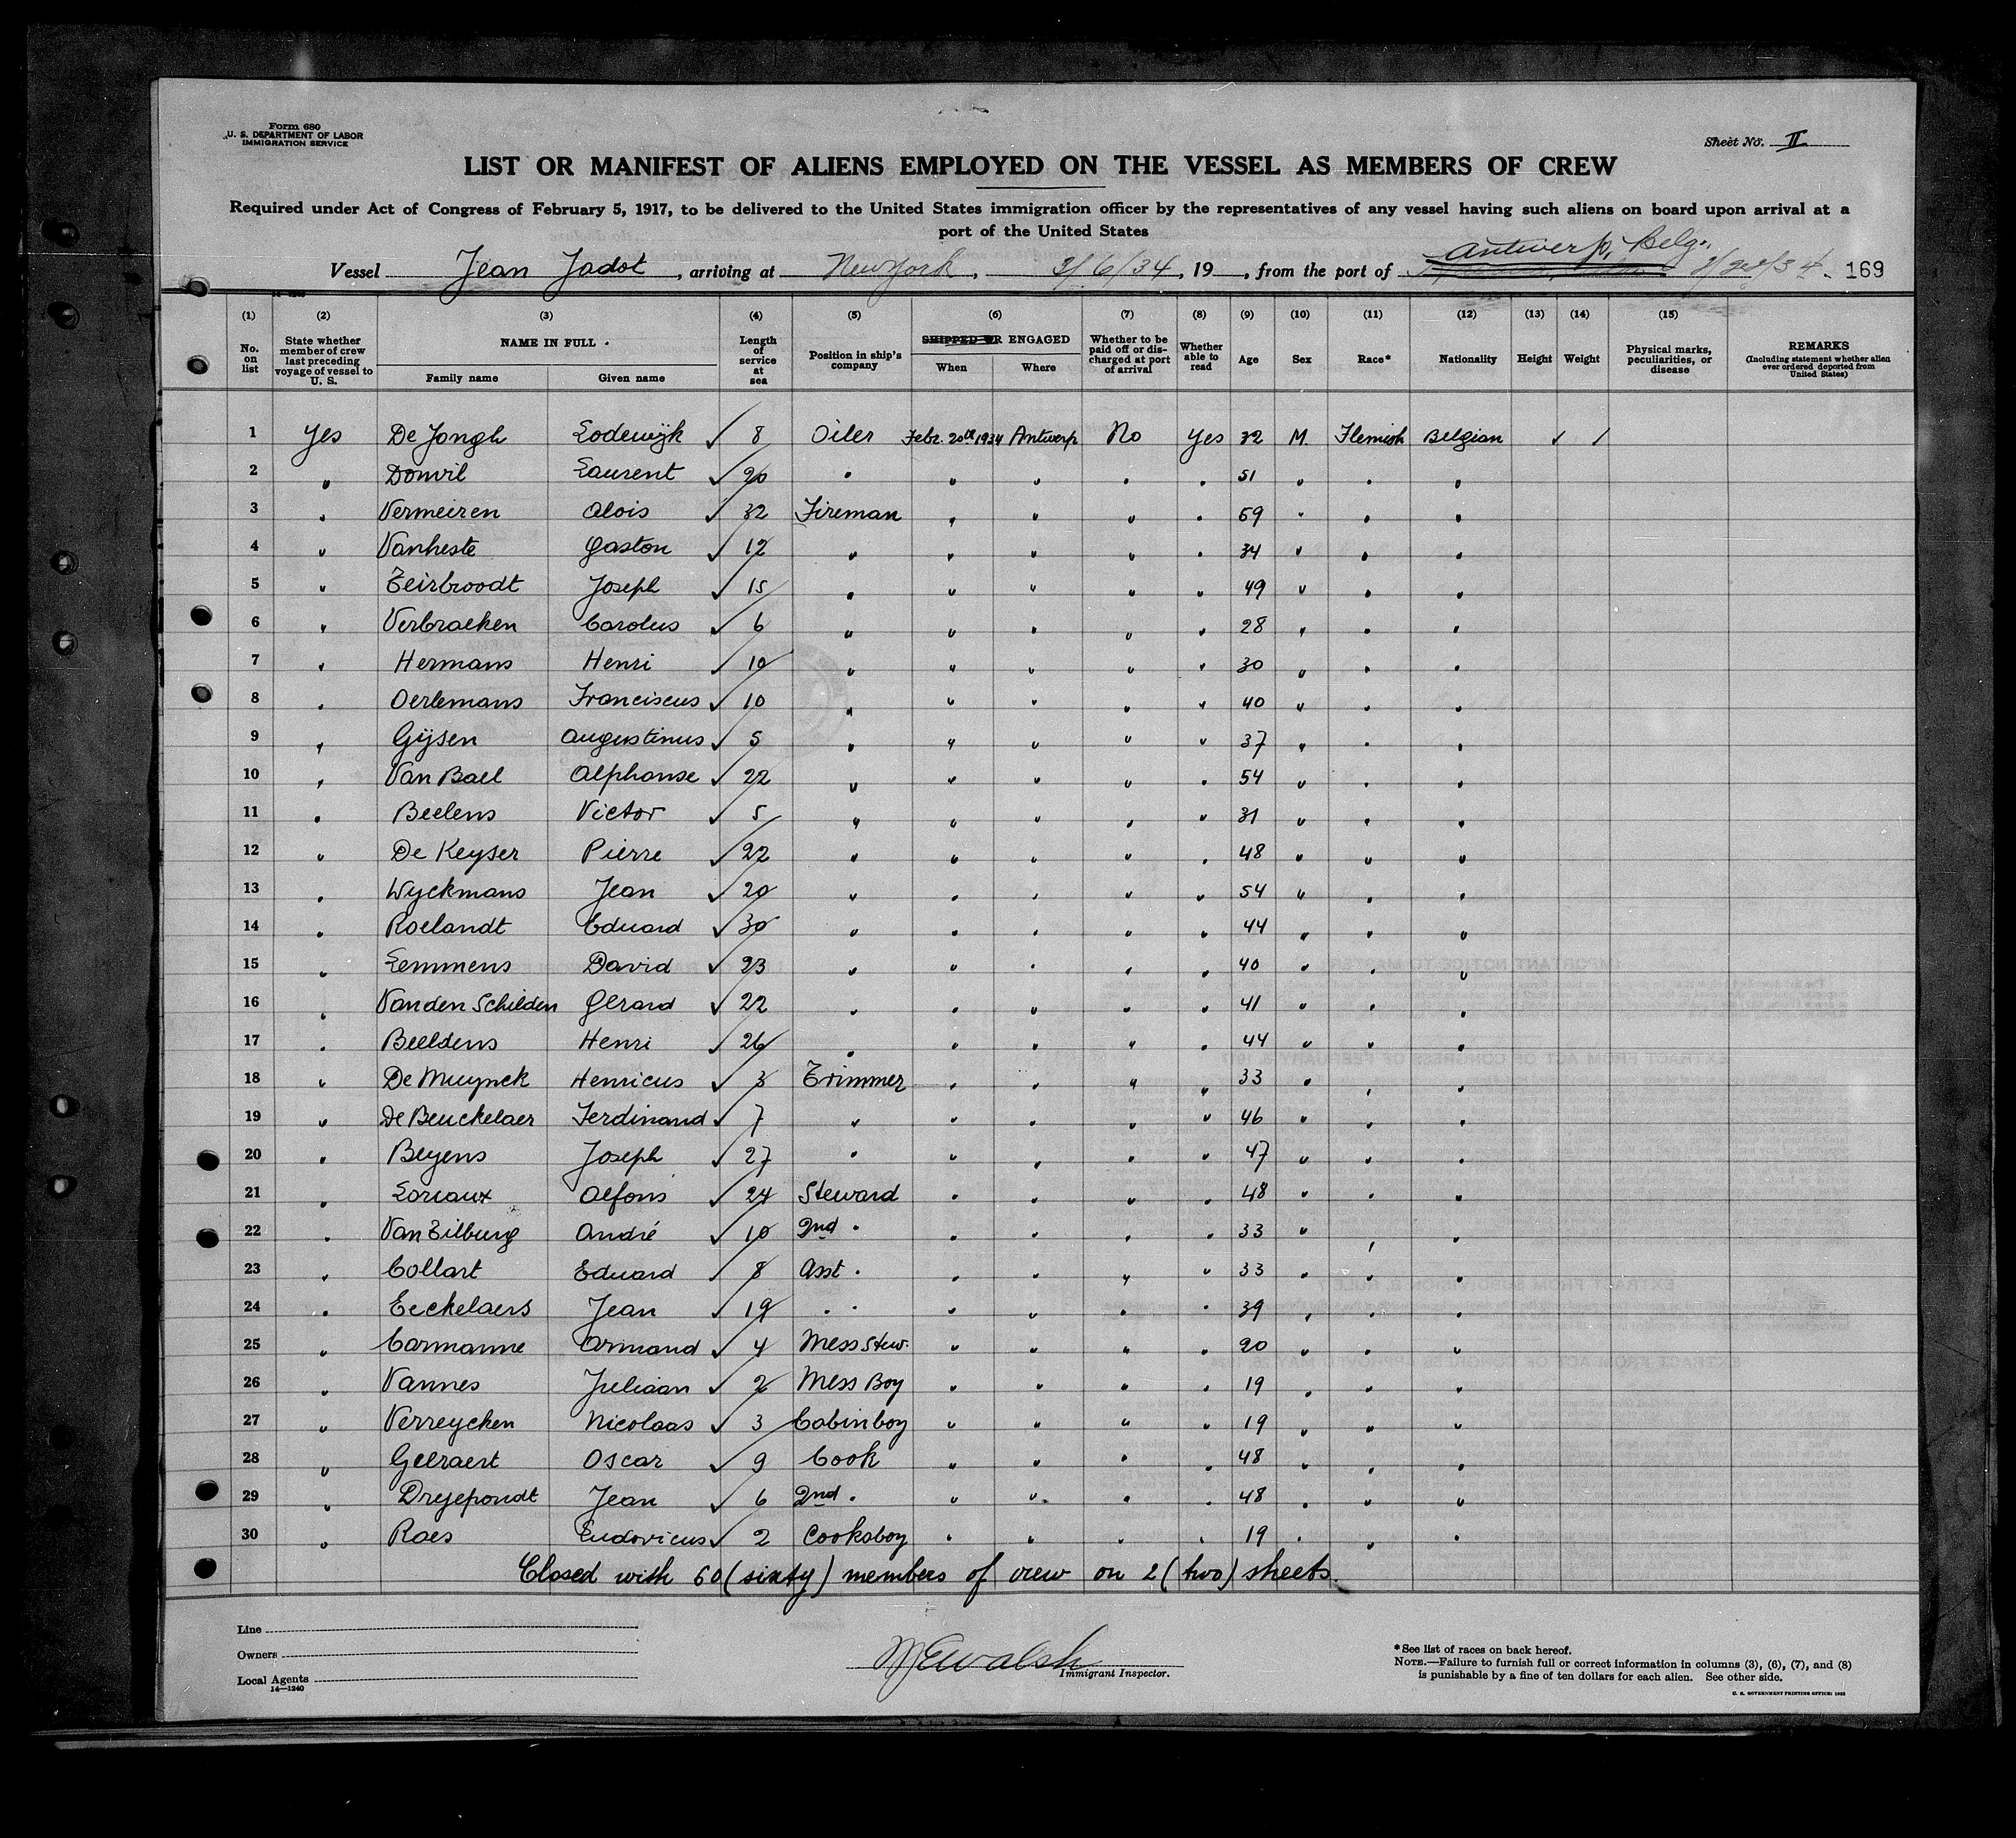 Form 680
U. S. DEPARTMENT OF LABOR
IMMIGRATION SERVICE
Sheet No. II
LIST OR MANIFEST OF ALIENS EMPLOYED ON THE VESSEL AS MEMBERS OF CREW
Required under Act of Congress of February 5, 1917, to be delivered to the United States immigration officer by the representatives of any vessel having such aliens on board upon arrival at a
port of the United States
Vessel Jean Jadot, arriving at New York, 3/6/34, 19 , from the port of Antwerp, Belg. 169
(1) No. on list (2) State whether member of crew last preceding voyage of vessel to U. S. (3) NAME IN FULL Family name Given name (4) Length of service at sea (5) Position in ship's company (6) SHIPPED OR ENGAGED When Where (7) Whether to be paid off or discharged at port of arrival (8) Whether able to read (9) Age (10) Sex (11) Race* (12) Nationality (13) Height (14) Weight (15) Physical marks, peculiarities, or disease REMARKS (Including statement whether alien ever ordered deported from United States)
1 Yes De Jongh Lodewijk ✓ 8 Oiler Febr. 20th 1934 Antwerp No Yes 32 M. Flemish Belgian ✓ /
2 " Donvil Laurent ✓ 20 " " " " " 51 " " "
3 " Vermeiren Alois ✓ 32 Fireman " " " " 59 " " "
4 " Vanheste Gaston ✓ 12 " " " " " 34 " " "
5 " Teirbroodt Joseph ✓ 15 " " " " " 49 " " "
6 " Verbraeken Carolus ✓ 6 " " " " " 28 " " "
7 " Hermans Henri ✓ 10 " " " " " 30 " " "
8 " Oerlemans Franciscus ✓ 10 " " " " " 40 " " "
9 " Gijsen Augustinus ✓ 5 " " " " " 37 " " "
10 " Van Bael Alphonse ✓ 22 " " " " " 54 " " "
11 " Beelens Victor ✓ 5 " " " " " 31 " " "
12 " De Keyser Pierre ✓ 22 " " " " " 48 " " "
13 " Wyckmans Jean ✓ 20 " " " " " 54 " " "
14 " Roelandt Eduard ✓ 30 " " " " " 44 " " "
15 " Lemmens David ✓ 23 " " " " " 40 " " "
16 " Vanden Schilden Gerard ✓ 22 " " " " " 41 " " "
17 " Beeldens Henri ✓ 26 " " " " " 44 " " "
18 " De Muynck Henricus ✓ 3 Trimmer " " " " 33 " " "
19 " De Beuckelaer Ferdinand ✓ 7 " " " " " 46 " " "
20 " Beyens Joseph ✓ 27 " " " " " 47 " " "
21 " Loriaux Alfons ✓ 24 Steward " " " " 48 " " "
22 " Van Tilburg André ✓ 10 2nd " " " " " 33 " " "
23 " Collart Eduard ✓ 8 Asst " " " " " 33 " " "
24 " Eeckelaers Jean ✓ 19 " " " " " " 39 " " "
25 " Carmanne Armand ✓ 4 Mess Stew. " " " " 20 " " "
26 " Vannes Juliaan ✓ 2 Mess Boy " " " " 19 " " "
27 " Verreycken Nicolaas ✓ 3 Cabinboy " " " " 19 " " "
28 " Geeraert Oscar ✓ 9 Cook " " " " 48 " " "
29 " Dreyepondt Jean ✓ 6 2nd " " " " " 48 " " "
30 " Raes Ludovicus ✓ 2 Cooksboy " " " " 19 " " "
Closed with 60 (sixty) members of crew on 2 (two) sheets.
Line
Owners
Local Agents
14—1240
M E Walsh
Immigrant Inspector.
*See list of races on back hereof.
NOTE.—Failure to furnish full or correct information in columns (3), (6), (7), and (8)
is punishable by a fine of ten dollars for each alien. See other side.
U. S. GOVERNMENT PRINTING OFFICE: 1932